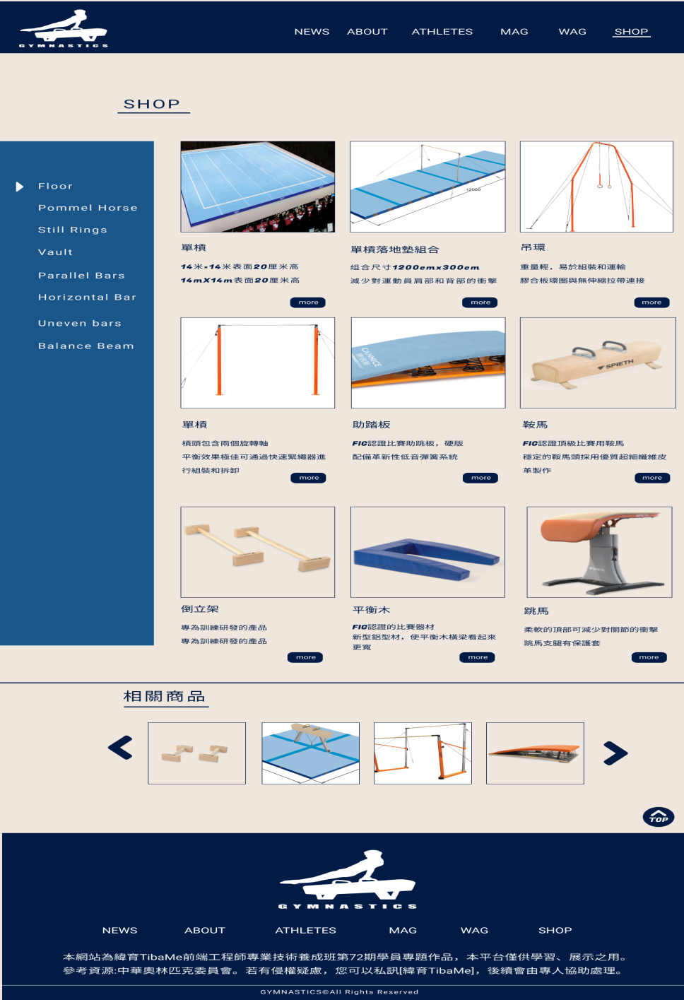 GYMNASTICS
NEWS ABOUT ATHLETES MAG WAG SHOP
SHOP
Floor
Pommel Horse
Still Rings
Vault
Parallel Bars
Horizontal Bar
Uneven bars
Balance Beam
12000
單槓
14米*14米表面20厘米高
14mX14m表面20厘米高
more
單槓落地墊組合
組合尺寸1200cmx300cm
減少對運動員肩部和背部的衝擊
more
吊環
重量輕，易於組裝和運輸
膠合板環圈與無伸縮拉帶連接
more
CANNICE
SPIETH
單槓
槓頭包含兩個旋轉軸
平衡效果極佳可通過快速緊繩器進
行組裝和拆卸
more
助踏板
FIG認證比賽助跳板，硬版
配備革新性低音彈簧系統
more
鞍馬
FIG認證頂級比賽用鞍馬
穩定的鞍馬頭採用優質超細纖維皮
革製作
more
SPIETH
倒立架
專為訓練研發的產品
專為訓練研發的產品
more
平衡木
FIG認證的比賽器材
新型鋁型材，使平衡木橫梁看起來
更寬
more
跳馬
柔軟的頂部可減少對關節的衝擊
跳馬支腿有保護套
more
相關商品
TOP
GYMNASTICS
NEWS ABOUT ATHLETES MAG WAG SHOP
本網站為緯育TibaMe前端工程師專業技術養成班第72期學員專題作品，本平台僅供學習、展示之用。
參考資源:中華奧林匹克委員會。若有侵權疑慮，您可以私訊[緯育TibaMe]，後續會由專人協助處理。
GYMNASTICS©All Rights Reserved